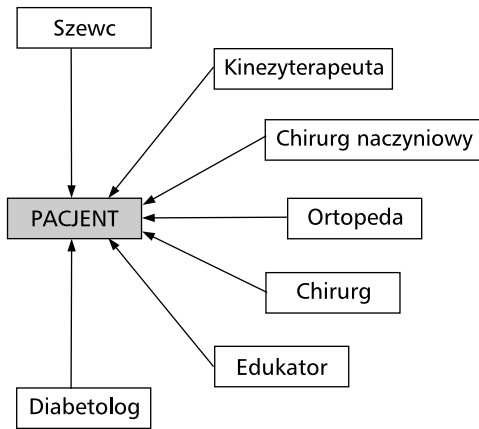 Szewc
Kinezyterapeuta
Chirurg naczyniowy
PACJENT
Ortopeda
Chirurg
Edukator
Diabetolog